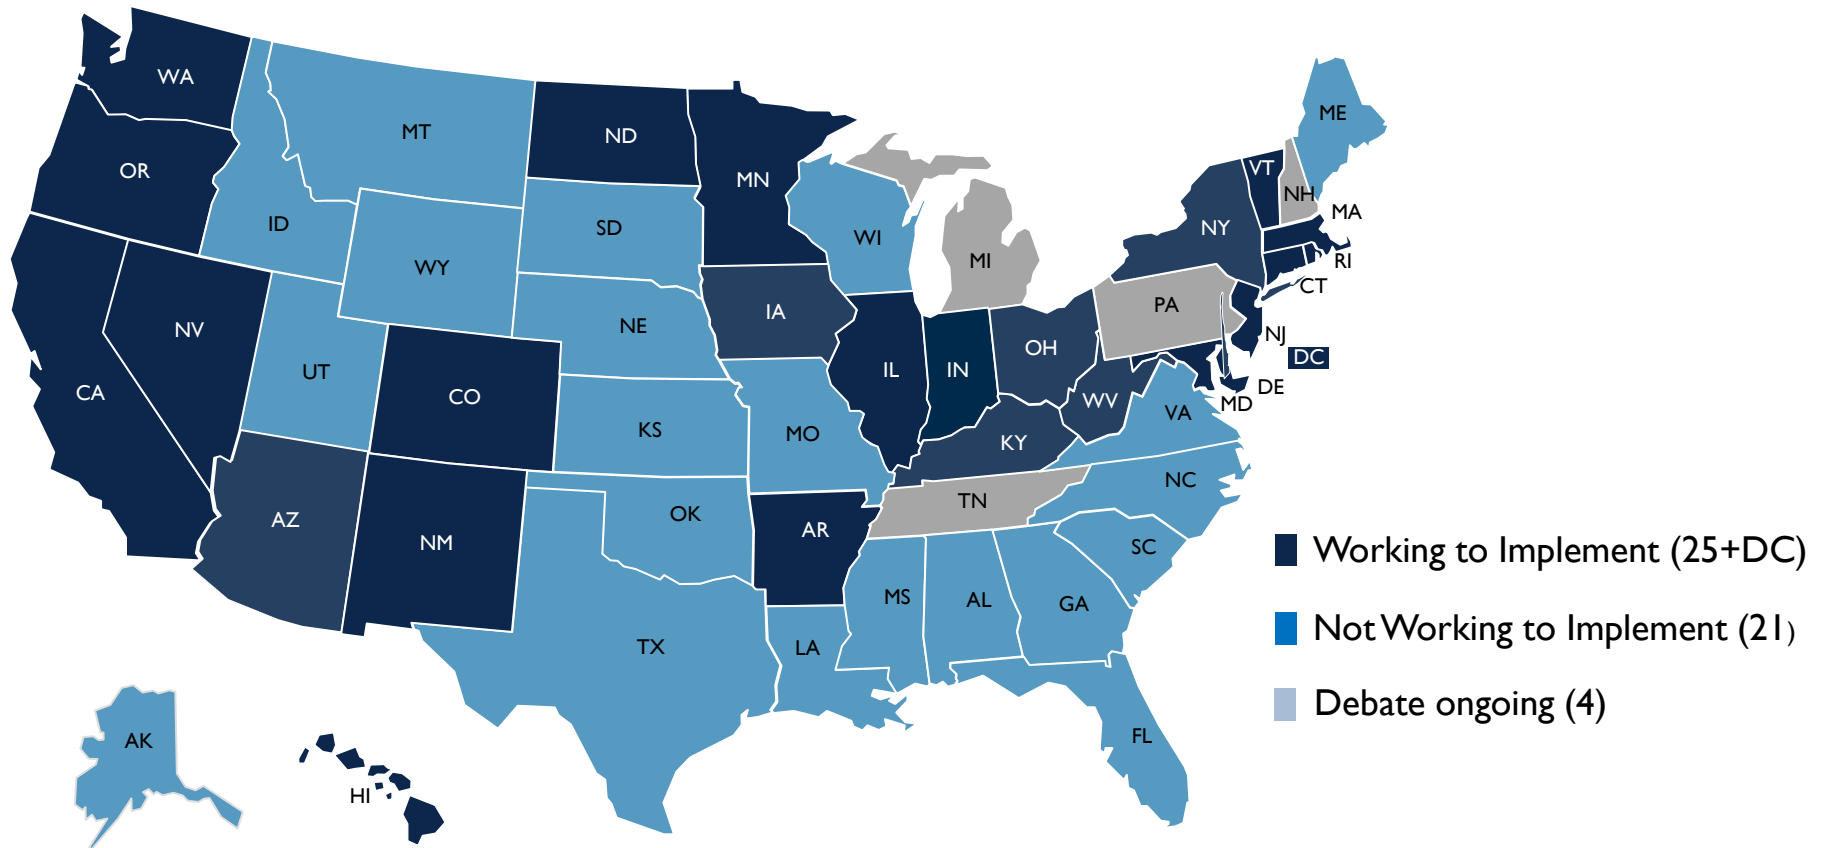 WA
MT
ND
OR
MN
ID
SD
WI
WY
MI
NY
VT
NH
ME
MA
RI
CT
NV
UT
CO
NE
IA
IL
IN
OH
PA
NJ
DC
DE
MD
CA
KS
MO
KY
WV
VA
AZ
NM
OK
AR
TN
NC
SC
MS
AL
GA
TX
LA
FL
AK
HI
Working to Implement (25+DC)
Not Working to Implement (21)
Debate ongoing (4)